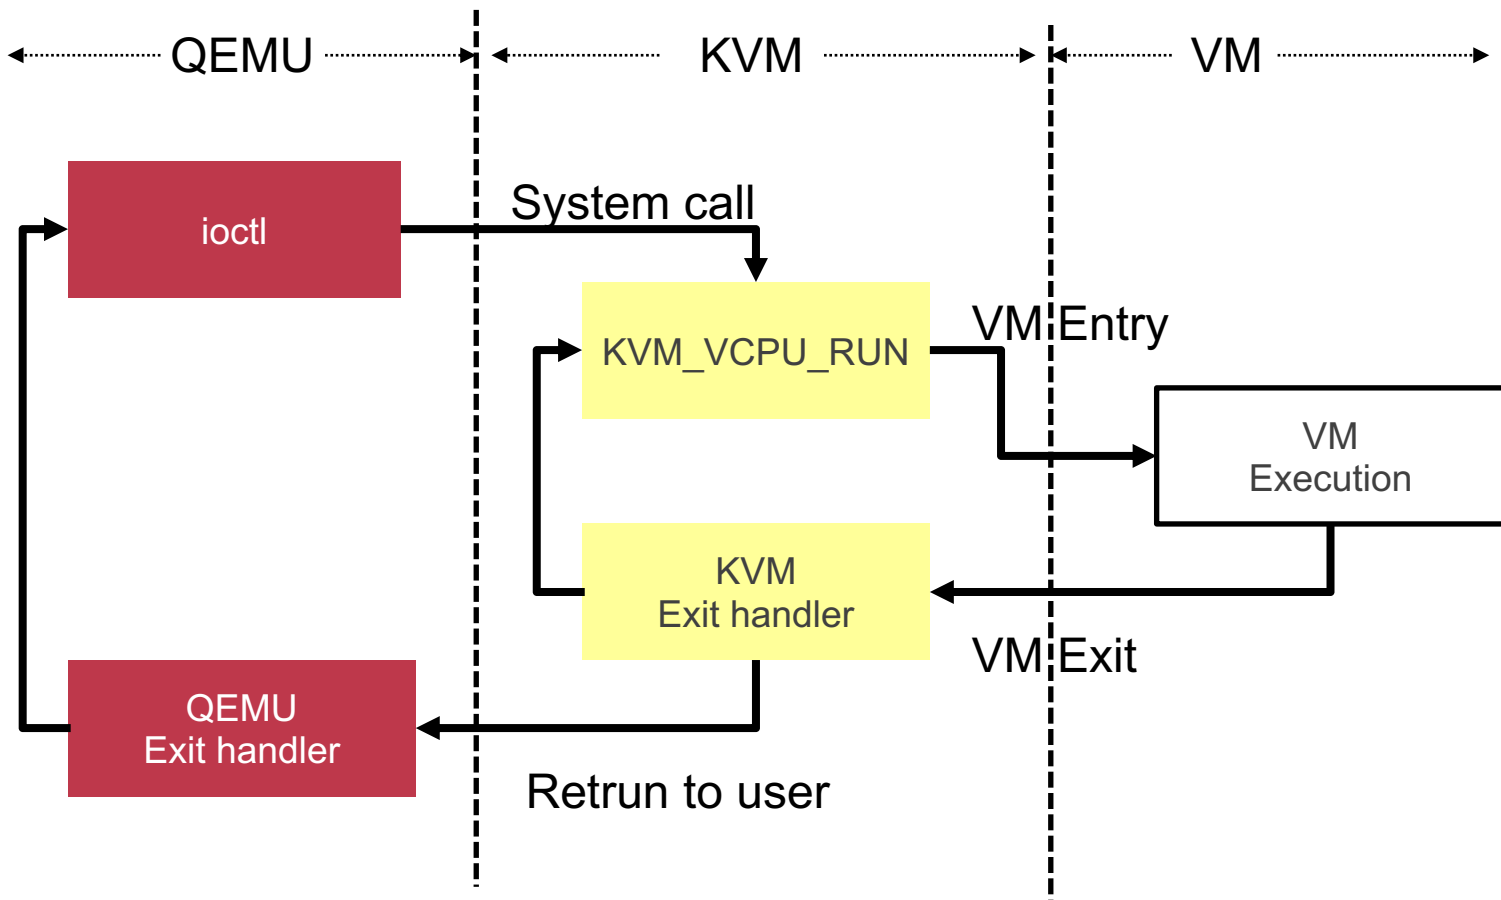 QEMU
KVM
VM
ioctl
System call
KVM_VCPU_RUN
VM Entry
VM
Execution
KVM
Exit handler
VM Exit
QEMU
Exit handler
Retrun to user